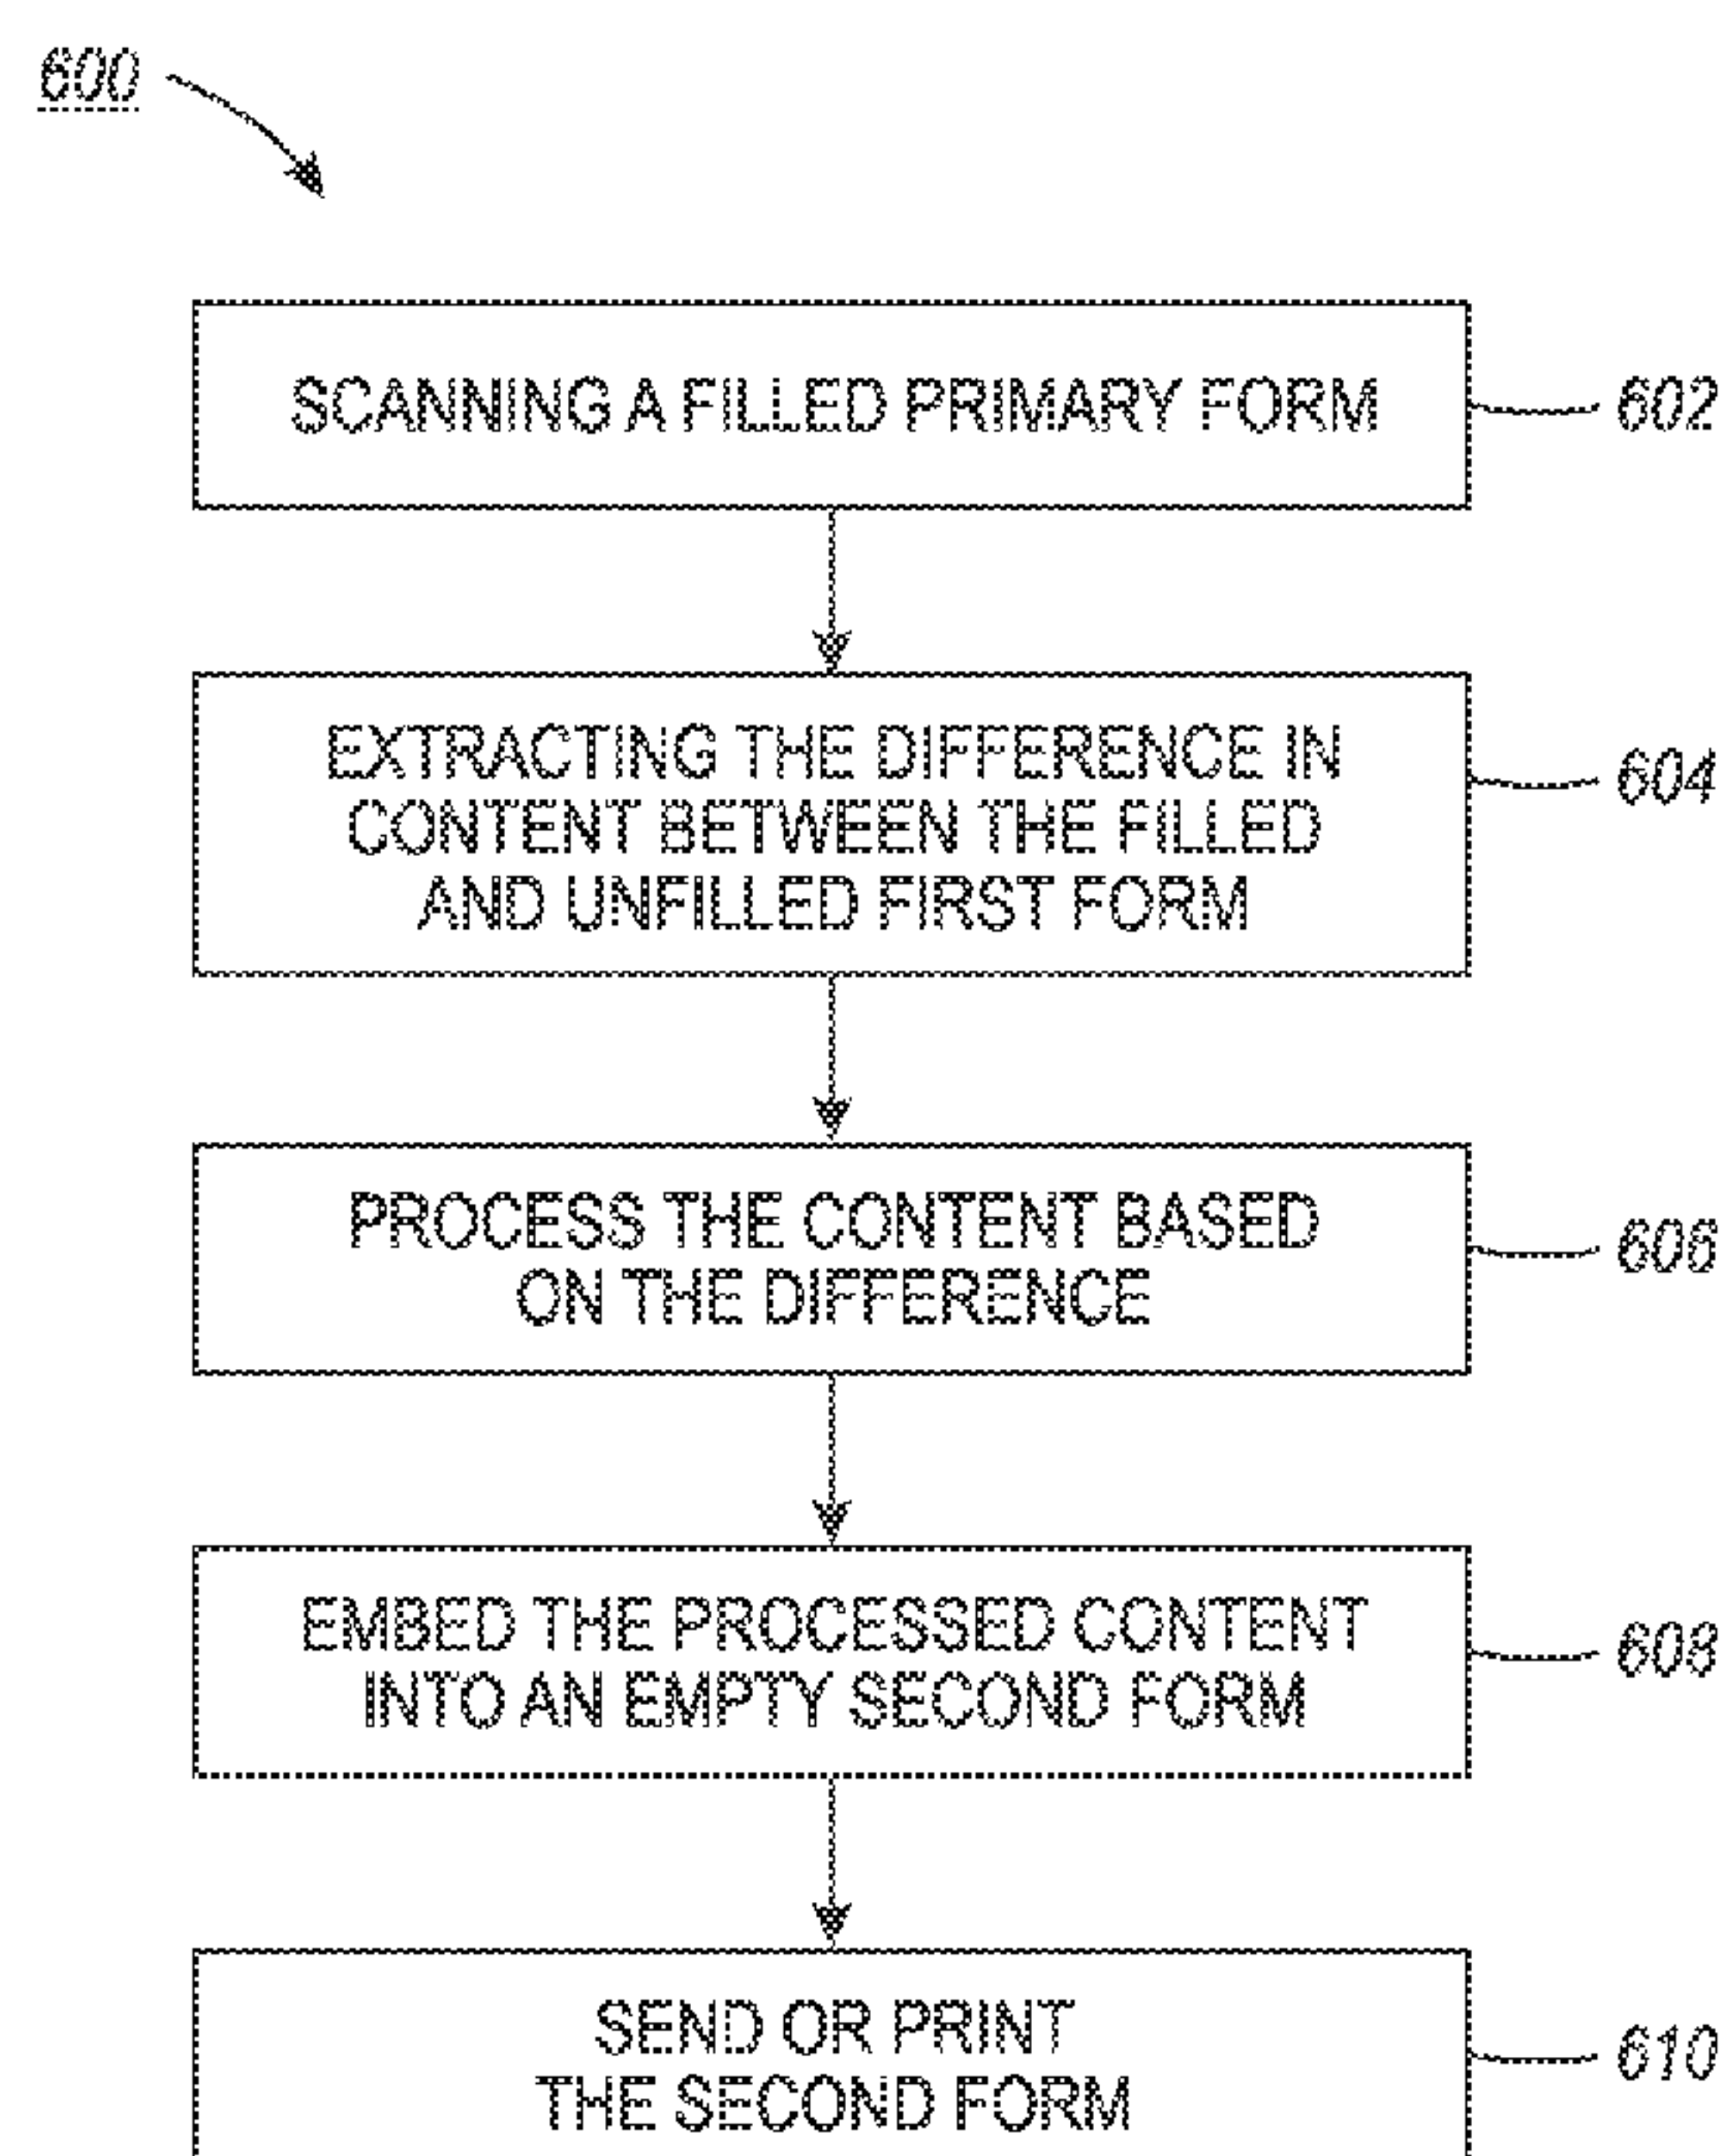 600
SCANNING A FILLED PRIMARY FORM
602
EXTRACTING THE DIFFERENCE IN
CONTENT BETWEEN THE FILLED
AND UNFILLED FIRST FORM
604
PROCESS THE CONTENT BASED
ON THE DIFFERENCE
606
EMBED THE PROCESSED CONTENT
INTO AN EMPTY SECOND FORM
608
SEND OR PRINT
THE SECOND FORM
610